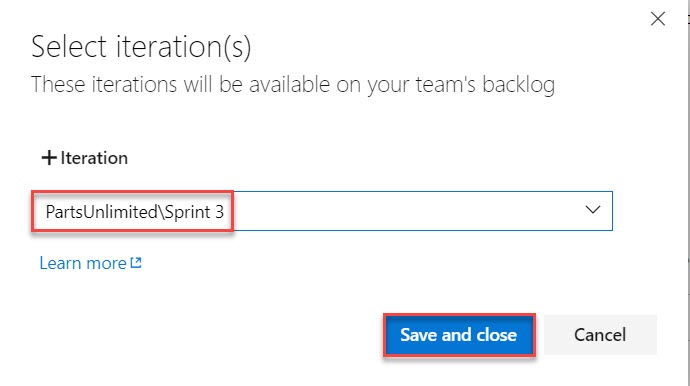 Select iteration(s)
These iterations will be available on your team's backlog
+ Iteration
PartsUnlimited\Sprint 3
Learn more
Save and close
Cancel